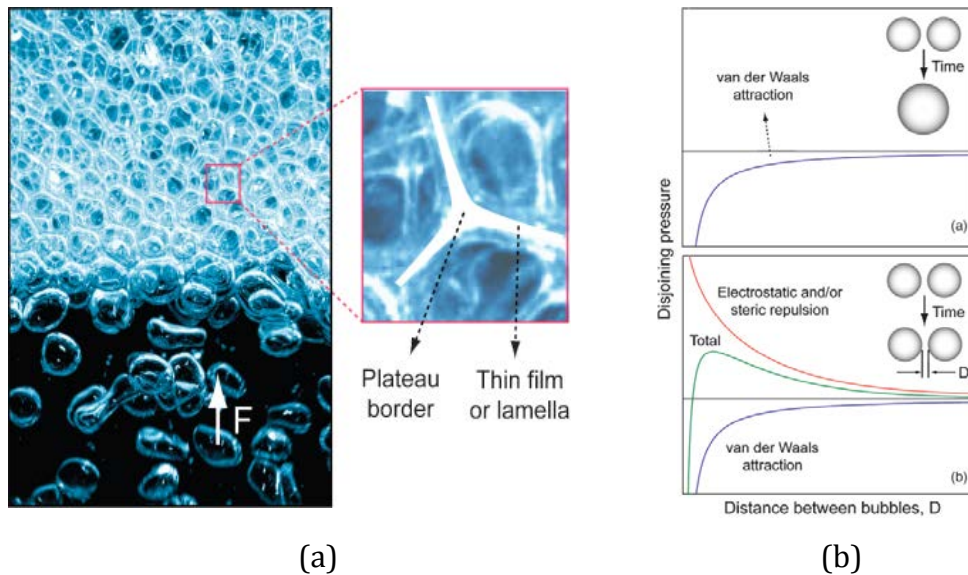 F
Plateau
border
Thin film
or lamella
(a)
Disjoining pressure
van der Waals
attraction
Time
(a)
Electrostatic and/or
steric repulsion
Total
Time
D
van der Waals
attraction
(b)
Distance between bubbles, D
(b)